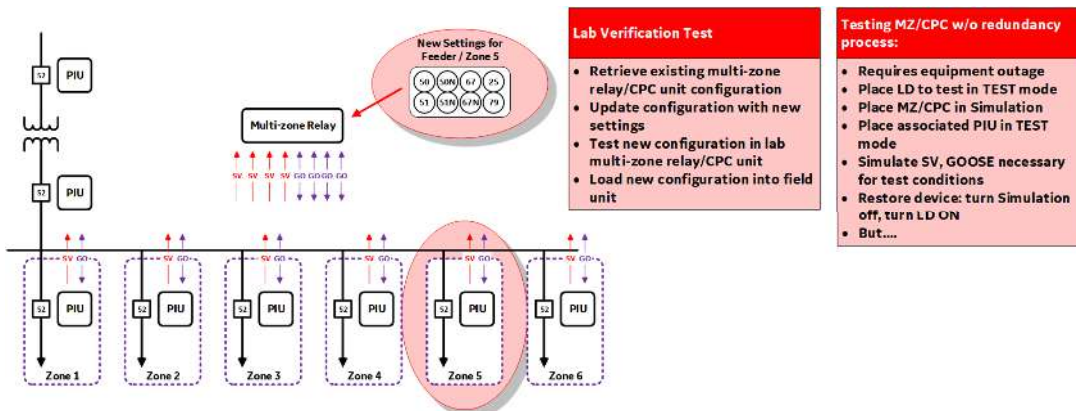 52
PIU
52
PIU
New Settings for
Feeder / Zone 5
50 50N 67 25
51 51N 67N 79
Multi-zone Relay
SV SV SV SV GO GO GO GO
SV GO
SV GO
SV GO
SV GO
SV GO
SV GO
52 PIU
52 PIU
52 PIU
52 PIU
52 PIU
52 PIU
Zone 1
Zone 2
Zone 3
Zone 4
Zone 5
Zone 6
Lab Verification Test
• Retrieve existing multi-zone
relay/CPC unit configuration
• Update configuration with new
settings
• Test new configuration in lab
multi-zone relay/CPC unit
• Load new configuration into field
unit
Testing MZ/CPC w/o redundancy
process:
• Requires equipment outage
• Place LD to test in TEST mode
• Place MZ/CPC in Simulation
• Place associated PIU in TEST
mode
• Simulate SV, GOOSE necessary
for test conditions
• Restore device: turn Simulation
off, turn LD ON
• But....